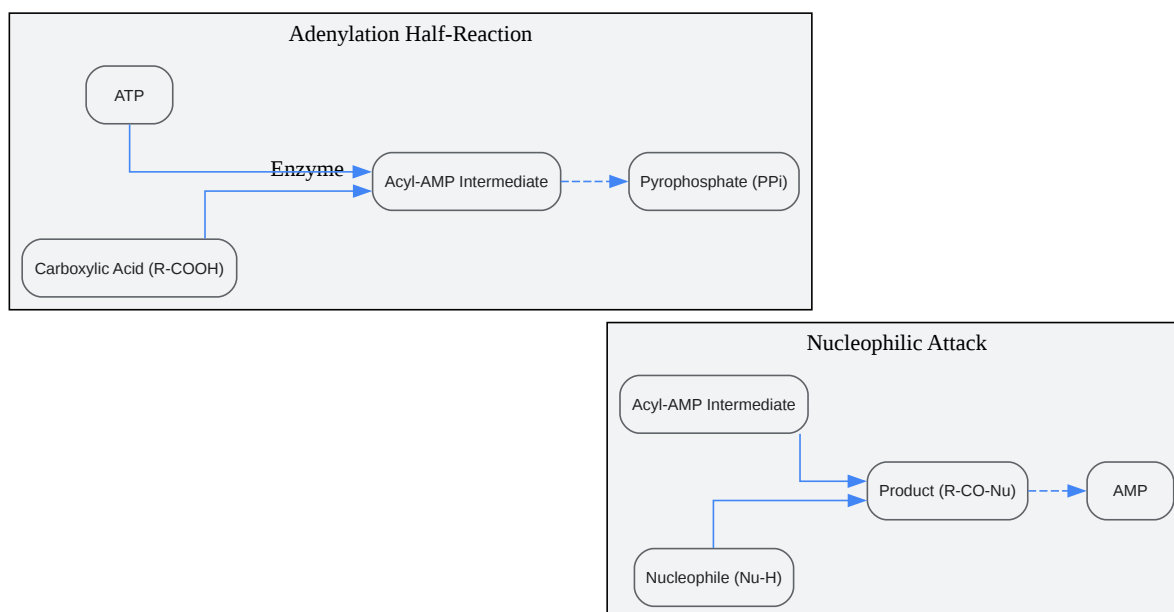 Adenylation Half-Reaction
ATP
Enzyme
Acyl-AMP Intermediate
Pyrophosphate (PPi)
Carboxylic Acid (R-COOH)
Nucleophilic Attack
Acyl-AMP Intermediate
Product (R-CO-Nu)
AMP
Nucleophile (Nu-H)